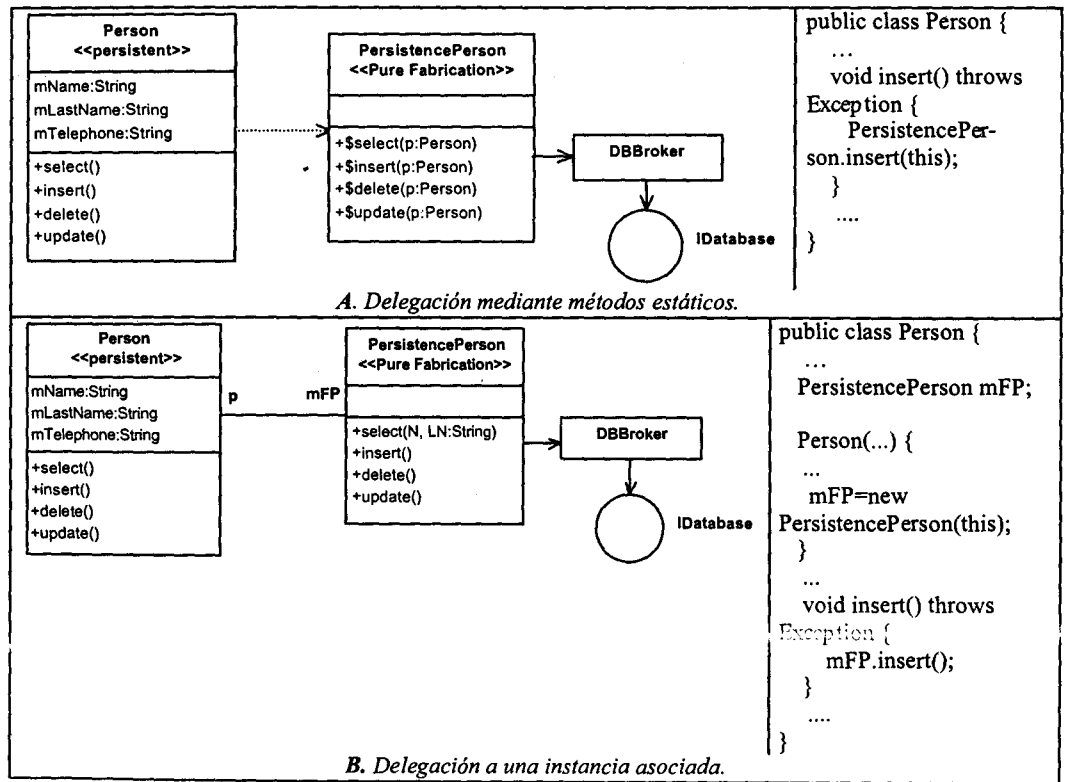 Person
<<persistent>>
mName:String
mLastName:String
mTelephone:String
+select()
+insert()
+delete()
+update()
PersistencePerson
<<Pure Fabrication>>
+$select(p:Person)
+$insert(p:Person)
+$delete(p:Person)
+$update(p:Person)
DBBroker
IDatabase
public class Person {
...
void insert() throws
Exception {
PersistencePer-
son.insert(this);
}
....
}
A. Delegación mediante métodos estáticos.
Person
<<persistent>>
mName:String
mLastName:String
mTelephone:String
+select()
+insert()
+delete()
+update()
p
mFP
PersistencePerson
<<Pure Fabrication>>
+select(N, LN:String)
+insert()
+delete()
+update()
DBBroker
IDatabase
public class Person {
...
PersistencePerson mFP;
Person(...) {
...
mFP=new
PersistencePerson(this);
}
...
void insert() throws
Exception {
mFP.insert();
}
....
}
B. Delegación a una instancia asociada.